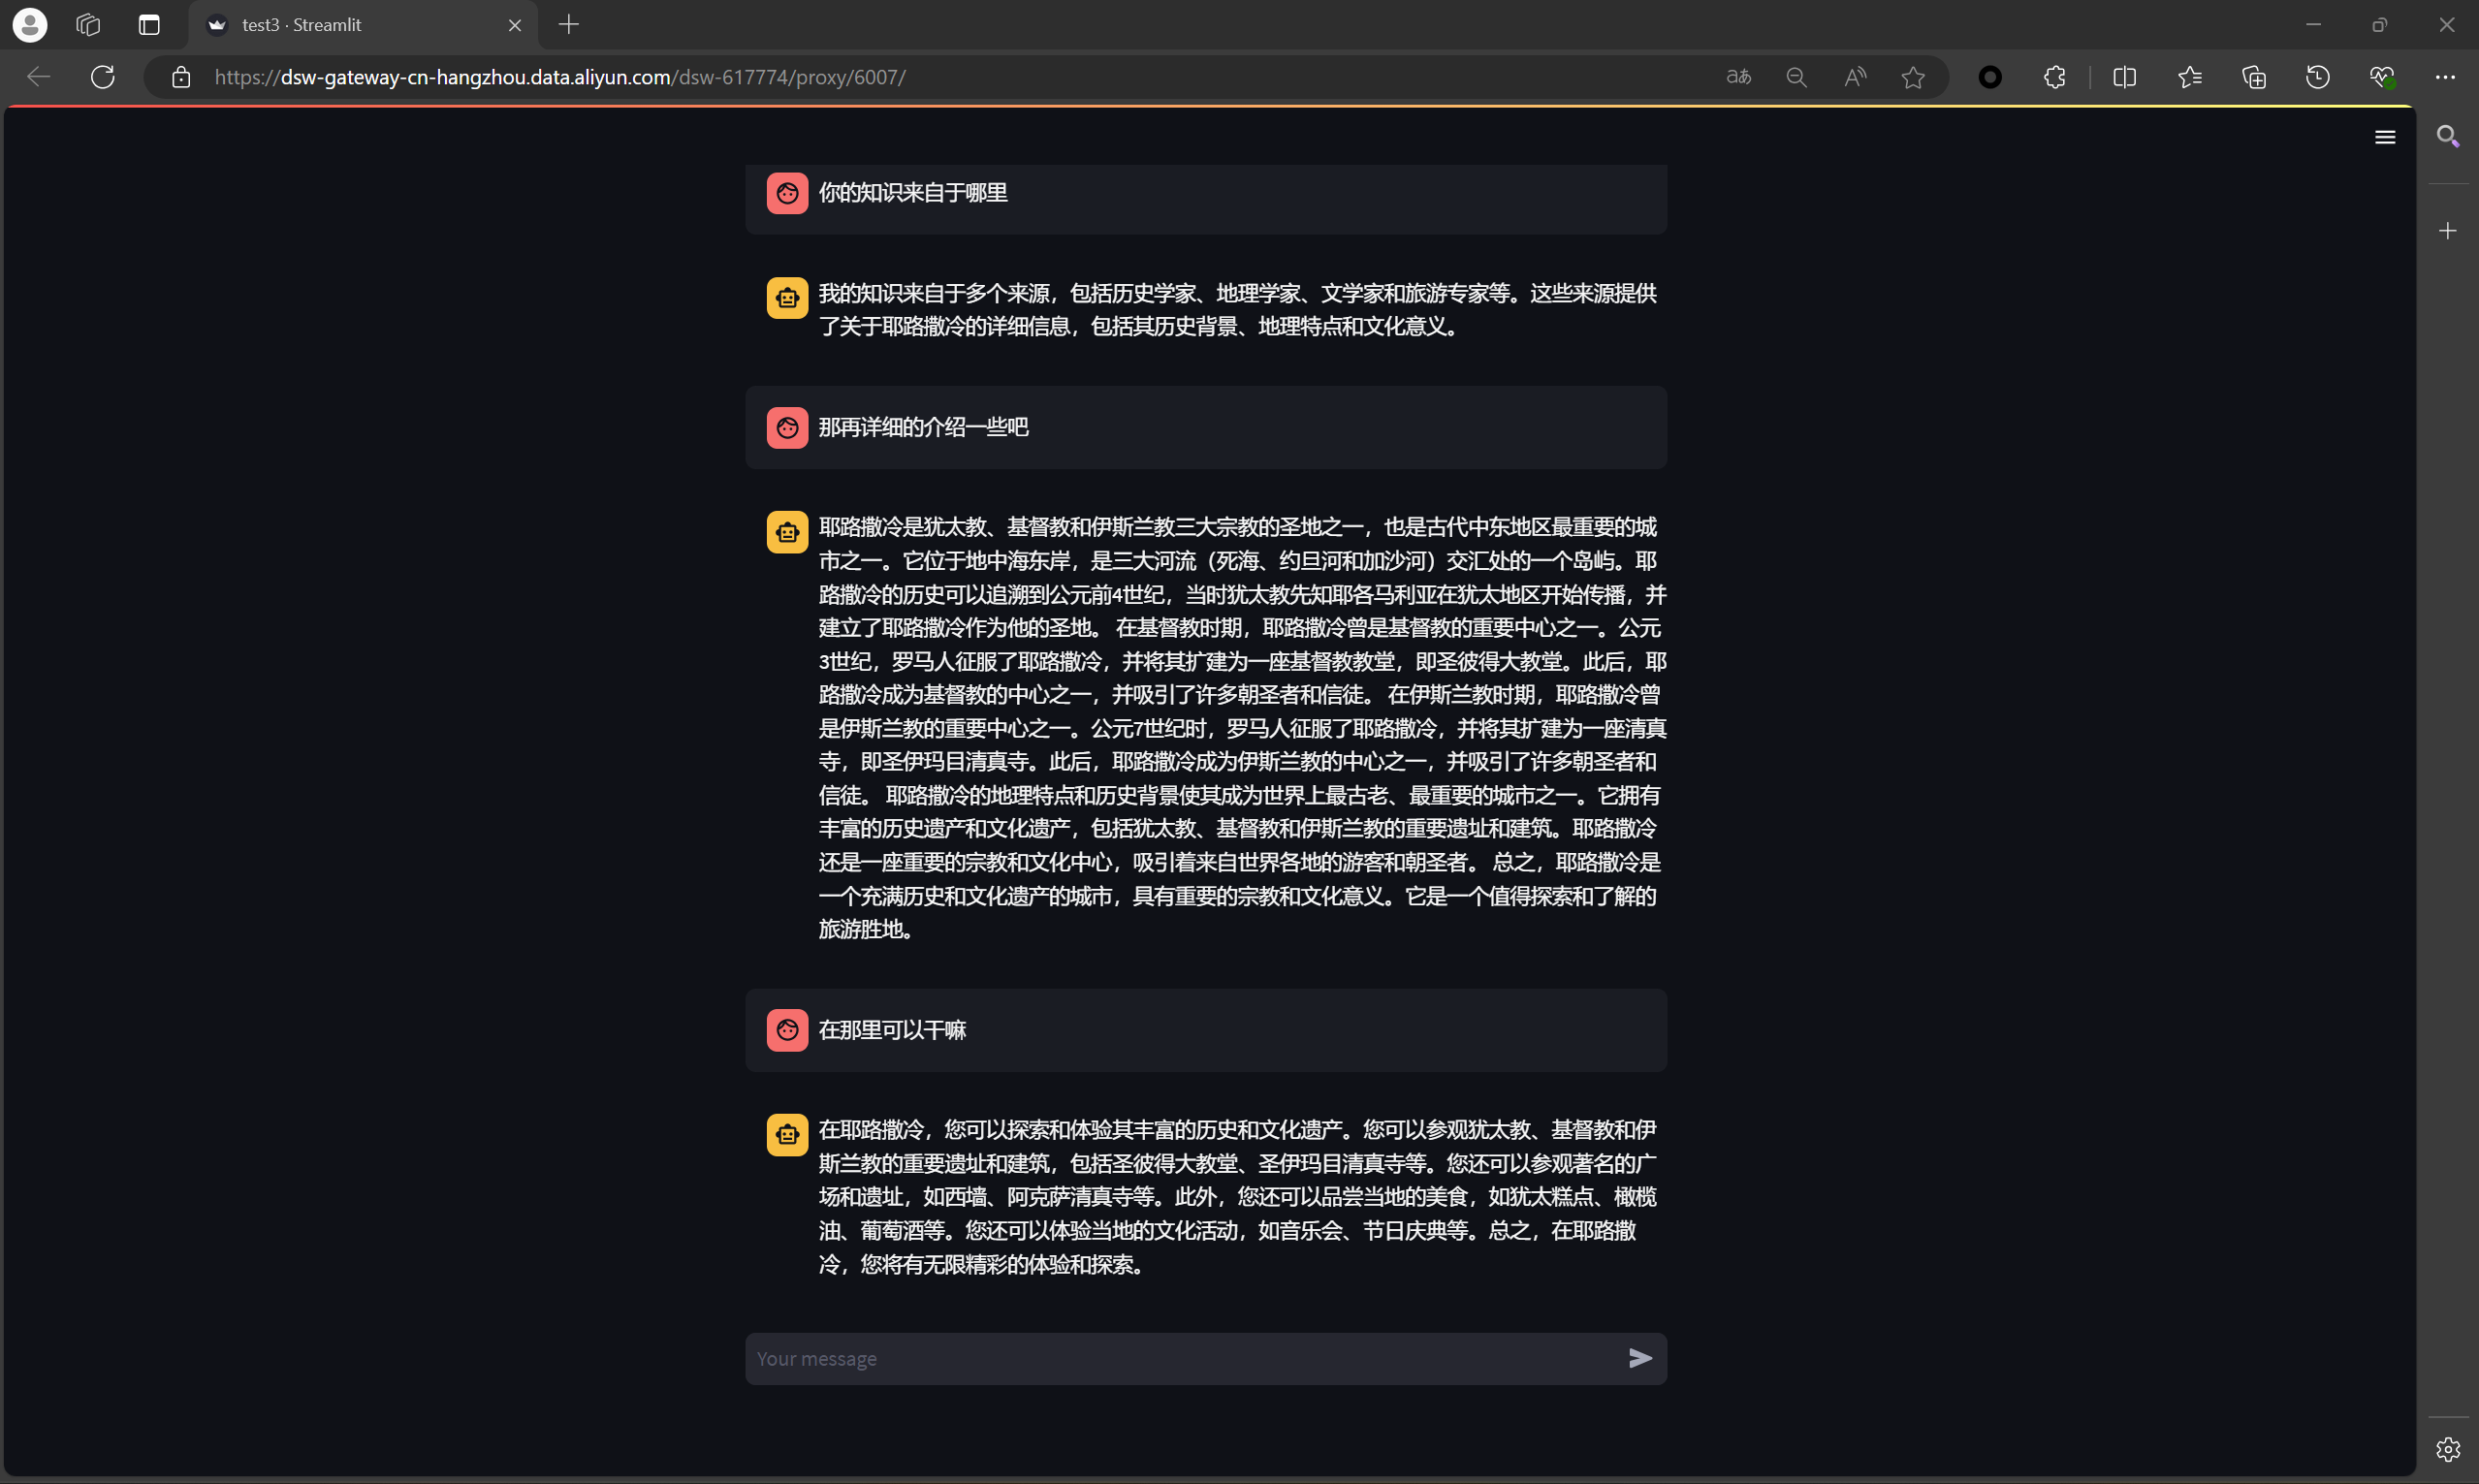 test3 · Streamlit
https://dsw-gateway-cn-hangzhou.data.aliyun.com/dsw-617774/proxy/6007/
aあ
你的知识来自于哪里
我的知识来自于多个来源，包括历史学家、地理学家、文学家和旅游专家等。这些来源提供
了关于耶路撒冷的详细信息，包括其历史背景、地理特点和文化意义。
那再详细的介绍一些吧
耶路撒冷是犹太教、基督教和伊斯兰教三大宗教的圣地之一，也是古代中东地区最重要的城
市之一。它位于地中海东岸，是三大河流（死海、约旦河和加沙河）交汇处的一个岛屿。耶
路撒冷的历史可以追溯到公元前4世纪，当时犹太教先知耶各马利亚在犹太地区开始传播，并
建立了耶路撒冷作为他的圣地。 在基督教时期，耶路撒冷曾是基督教的重要中心之一。公元
3世纪，罗马人征服了耶路撒冷，并将其扩建为一座基督教教堂，即圣彼得大教堂。此后，耶
路撒冷成为基督教的中心之一，并吸引了许多朝圣者和信徒。 在伊斯兰教时期，耶路撒冷曾
是伊斯兰教的重要中心之一。公元7世纪时，罗马人征服了耶路撒冷，并将其扩建为一座清真
寺，即圣伊玛目清真寺。此后，耶路撒冷成为伊斯兰教的中心之一，并吸引了许多朝圣者和
信徒。 耶路撒冷的地理特点和历史背景使其成为世界上最古老、最重要的城市之一。它拥有
丰富的历史遗产和文化遗产，包括犹太教、基督教和伊斯兰教的重要遗址和建筑。耶路撒冷
还是一座重要的宗教和文化中心，吸引着来自世界各地的游客和朝圣者。 总之，耶路撒冷是
一个充满历史和文化遗产的城市，具有重要的宗教和文化意义。它是一个值得探索和了解的
旅游胜地。
在那里可以干嘛
在耶路撒冷，您可以探索和体验其丰富的历史和文化遗产。您可以参观犹太教、基督教和伊
斯兰教的重要遗址和建筑，包括圣彼得大教堂、圣伊玛目清真寺等。您还可以参观著名的广
场和遗址，如西墙、阿克萨清真寺等。此外，您还可以品尝当地的美食，如犹太糕点、橄榄
油、葡萄酒等。您还可以体验当地的文化活动，如音乐会、节日庆典等。总之，在耶路撒
冷，您将有无限精彩的体验和探索。
Your message